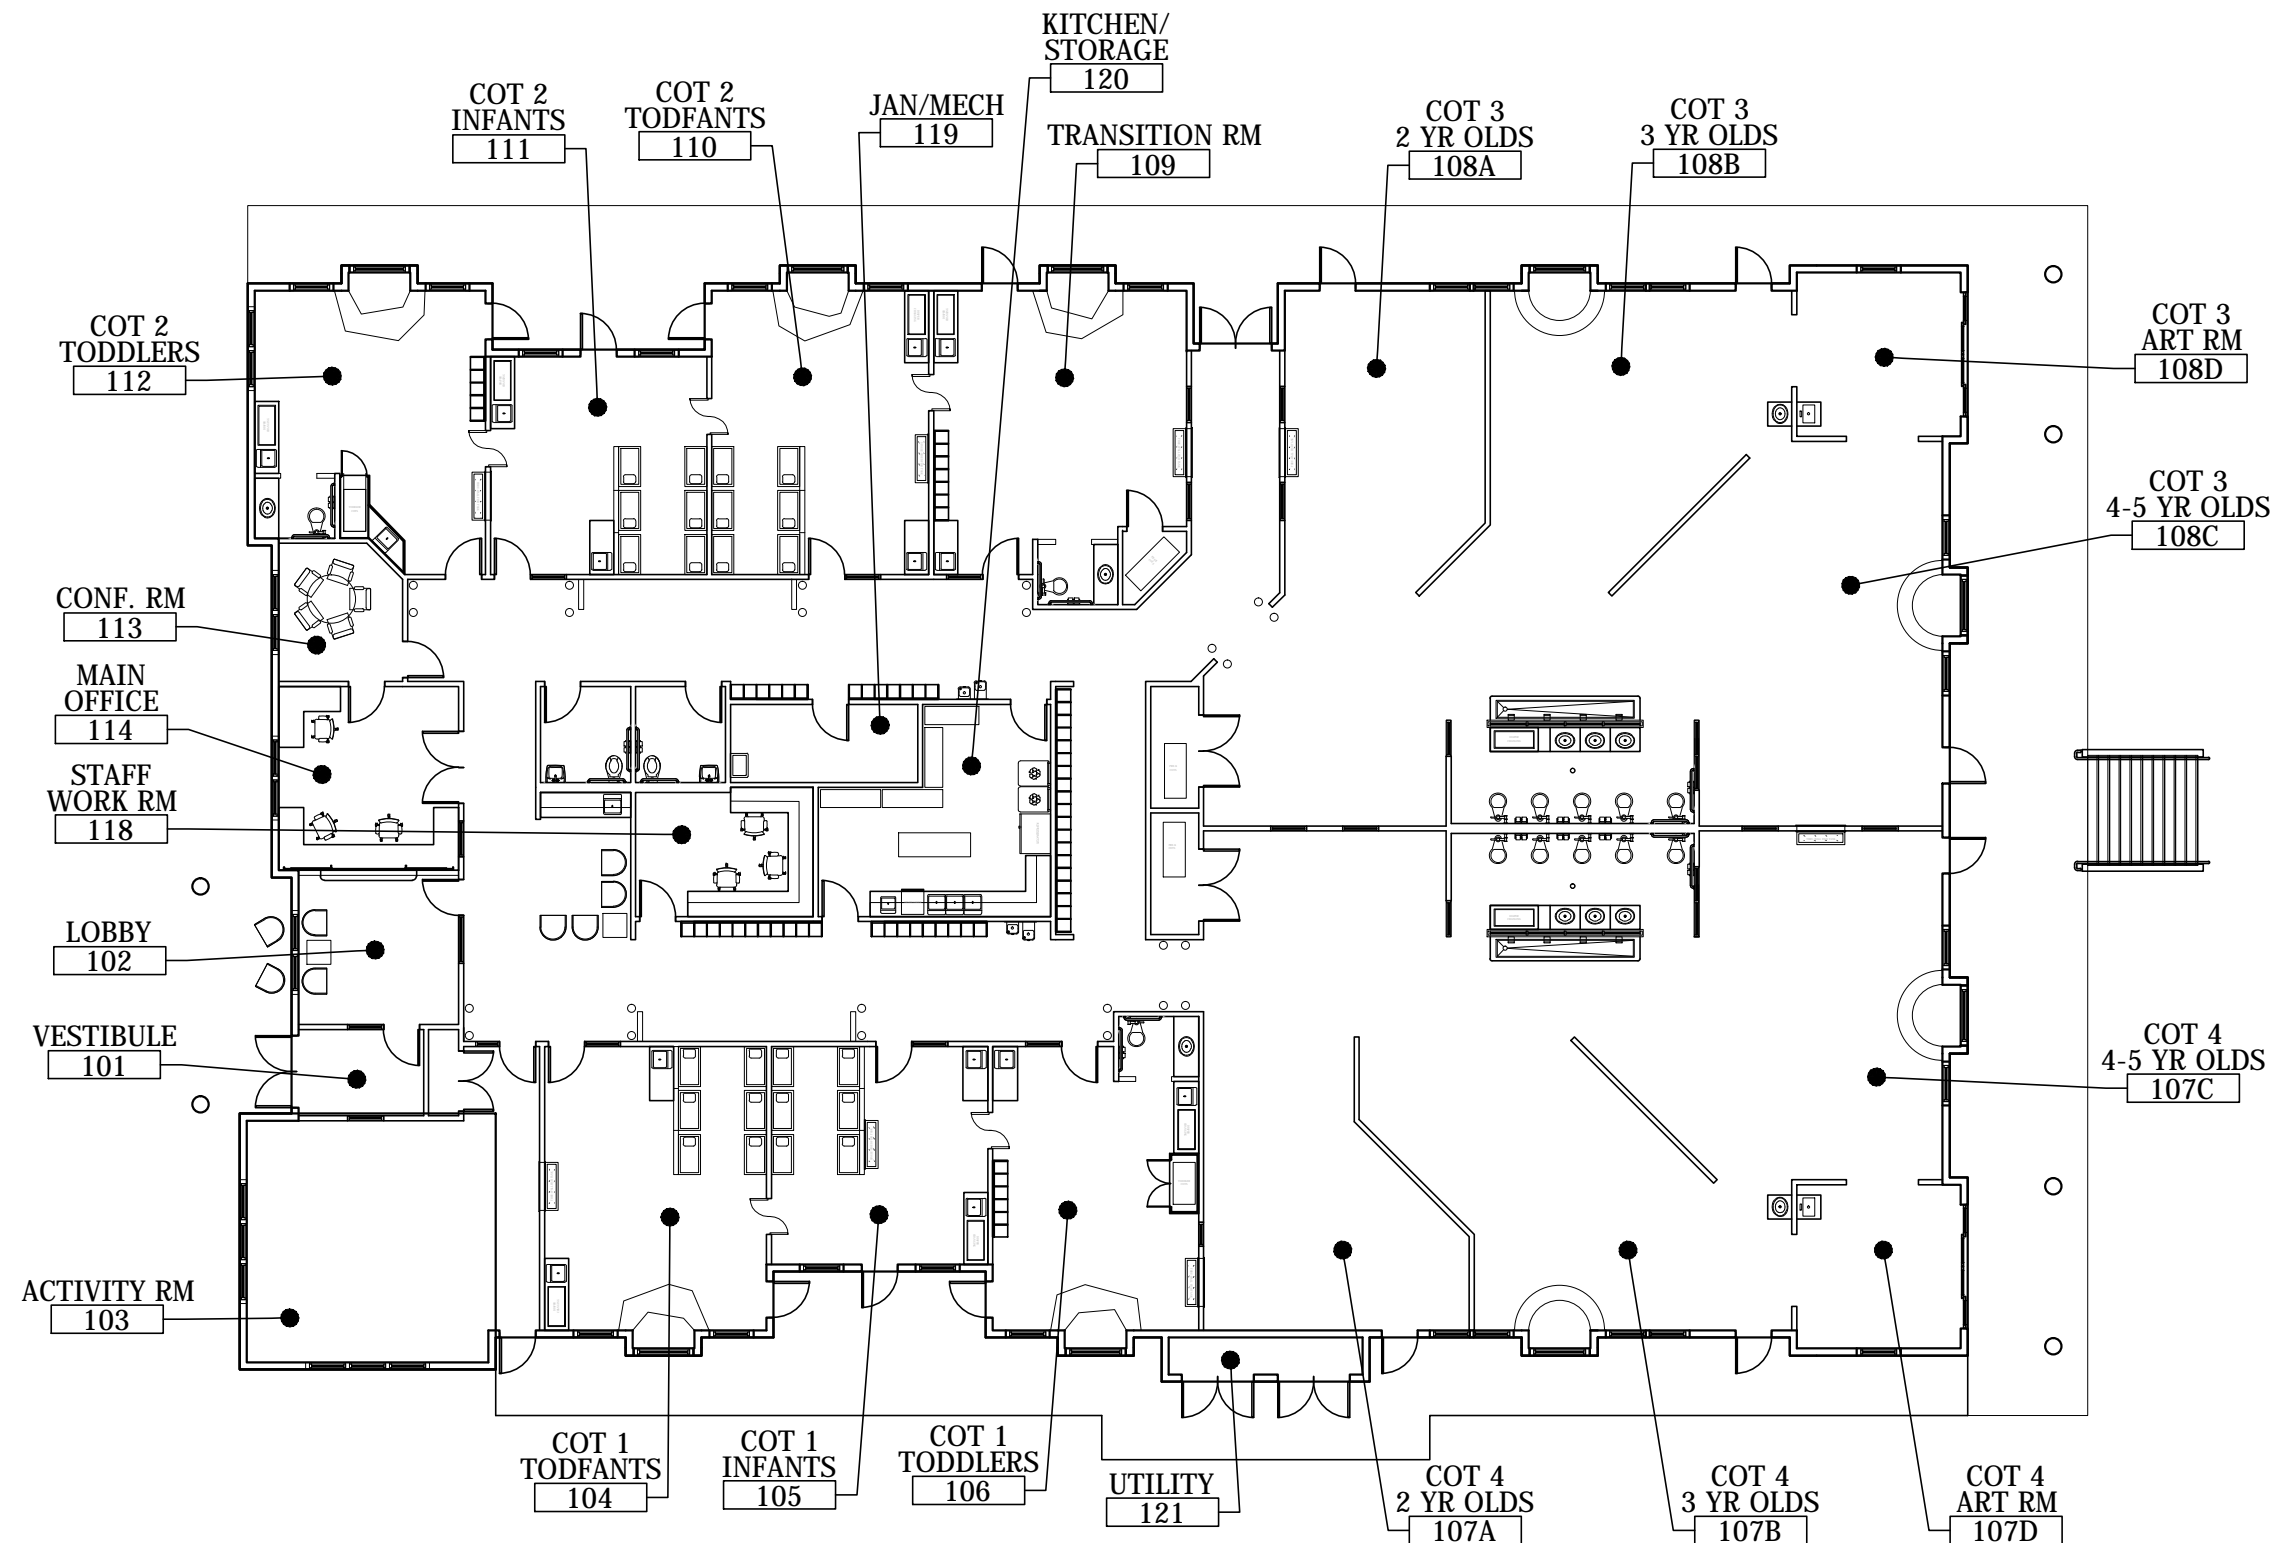 KITCHEN/
STORAGE
120
COT 2
INFANTS
111
COT 2
TODFANTS
110
JAN/MECH
119
TRANSITION RM
109
COT 3
2 YR OLDS
108A
COT 3
3 YR OLDS
108B
COT 2
TODDLERS
112
COT 3
ART RM
108D
COT 3
4-5 YR OLDS
108C
CONF. RM
113
MAIN
OFFICE
114
STAFF
WORK RM
118
LOBBY
102
VESTIBULE
101
COT 4
4-5 YR OLDS
107C
ACTIVITY RM
103
COT 1
TODFANTS
104
COT 1
INFANTS
105
COT 1
TODDLERS
106
UTILITY
121
COT 4
2 YR OLDS
107A
COT 4
3 YR OLDS
107B
COT 4
ART RM
107D